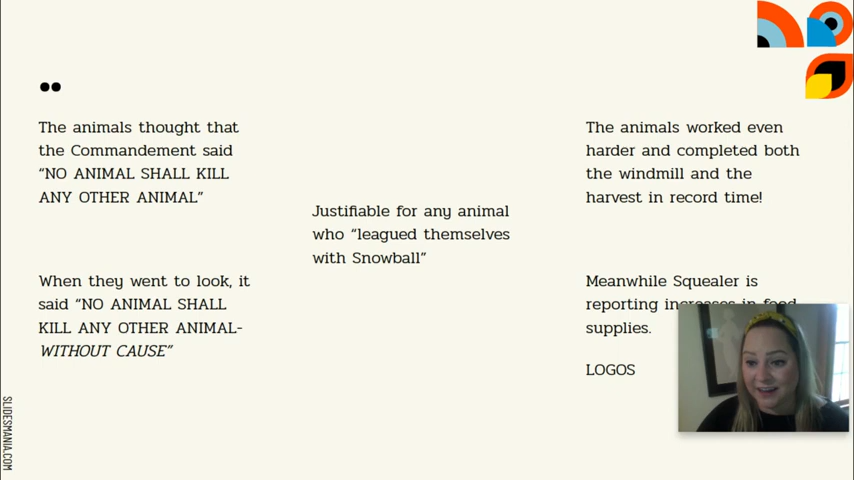 The animals thought that
the Commandement said
“NO ANIMAL SHALL KILL
ANY OTHER ANIMAL”
When they went to look, it
said “NO ANIMAL SHALL
KILL ANY OTHER ANIMAL-
WITHOUT CAUSE”
Justifiable for any animal
who “leagued themselves
with Snowball”
The animals worked even
harder and completed both
the windmill and the
harvest in record time!
Meanwhile Squealer is
reporting increases in food
supplies.
LOGOS
SLIDESMANIA.COM